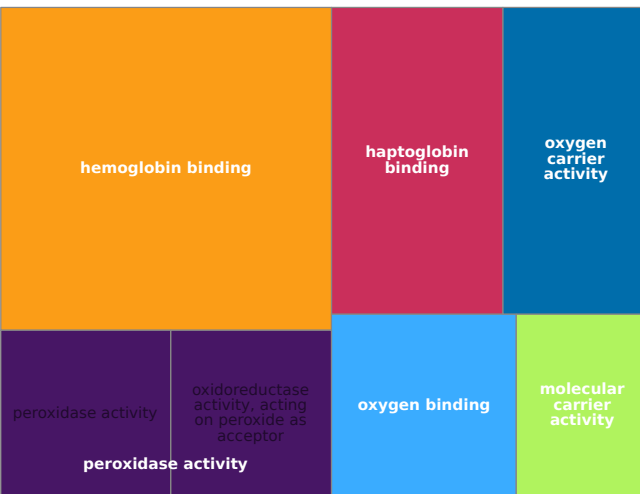 hemoglobin binding
haptoglobin
binding
oxygen
carrier
activity
peroxidase activity
oxidoreductase
activity, acting
on peroxide as
acceptor
peroxidase activity
oxygen binding
molecular
carrier
activity